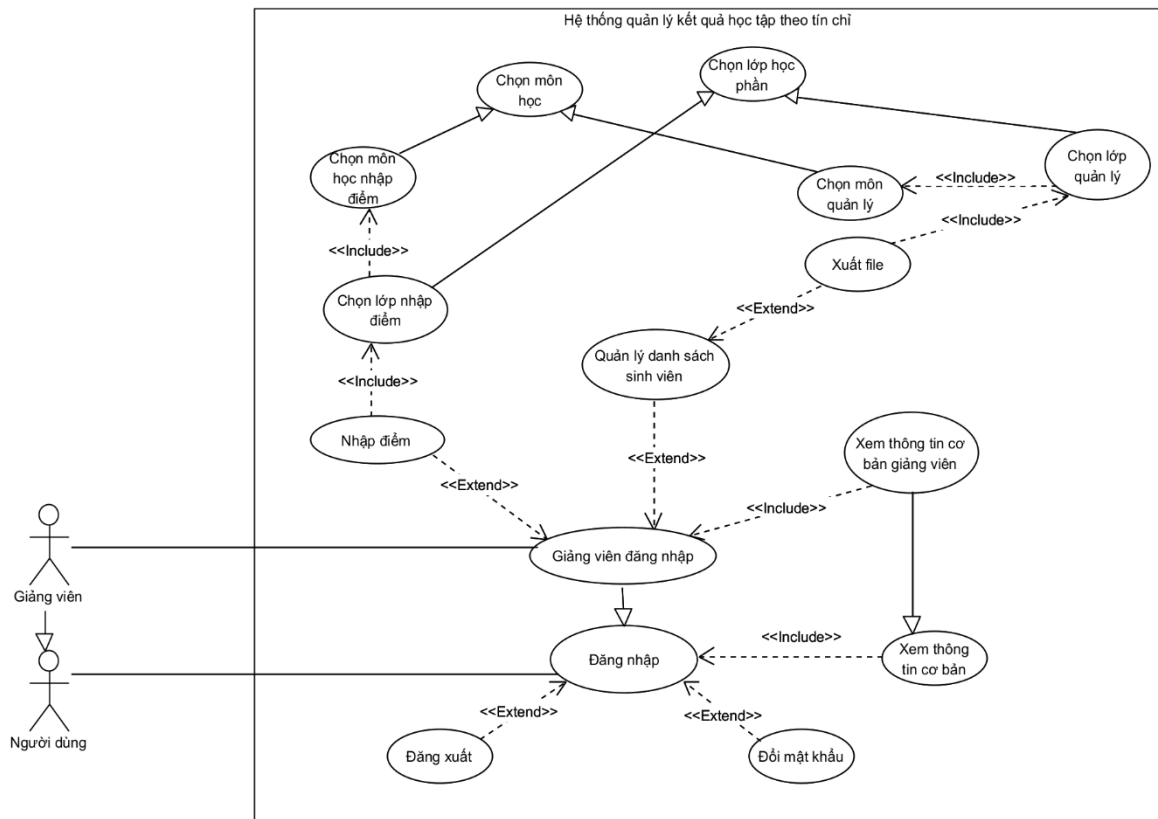 Hệ thống quản lý kết quả học tập theo tín chỉ
Chọn môn
học
Chọn lớp học
phần
Chọn môn
học nhập
điểm
Chọn môn
quản lý
<<Include>>
Chọn lớp
quản lý
<<Include>>
<<Include>>
Xuất file
Chọn lớp nhập
điểm
<<Extend>>
Quản lý danh sách
sinh viên
<<Include>>
Nhập điểm
Xem thông tin cơ
bản giảng viên
<<Extend>>
<<Extend>>
<<Include>>
Giảng viên đăng nhập
Giảng viên
<<Include>>
Đăng nhập
Xem thông
tin cơ bản
<<Extend>>
<<Extend>>
Người dùng
Đăng xuất
Đổi mật khẩu